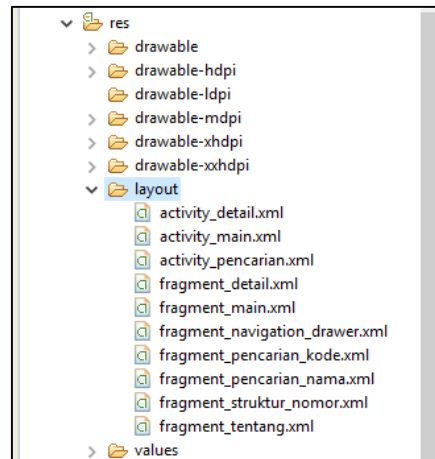 res
drawable
drawable-hdpi
drawable-ldpi
drawable-mdpi
drawable-xhdpi
drawable-xxhdpi
layout
activity_detail.xml
activity_main.xml
activity_pencarian.xml
fragment_detail.xml
fragment_main.xml
fragment_navigation_drawer.xml
fragment_pencarian_kode.xml
fragment_pencarian_nama.xml
fragment_struktur_nomor.xml
fragment_tentang.xml
values